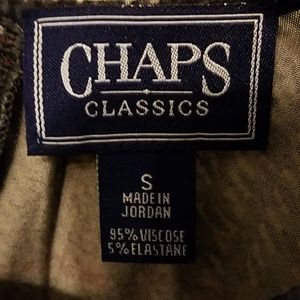 CHAPS
CLASSICS
S
MADE IN
JORDAN
95% VISCOSE
5% ELASTANE